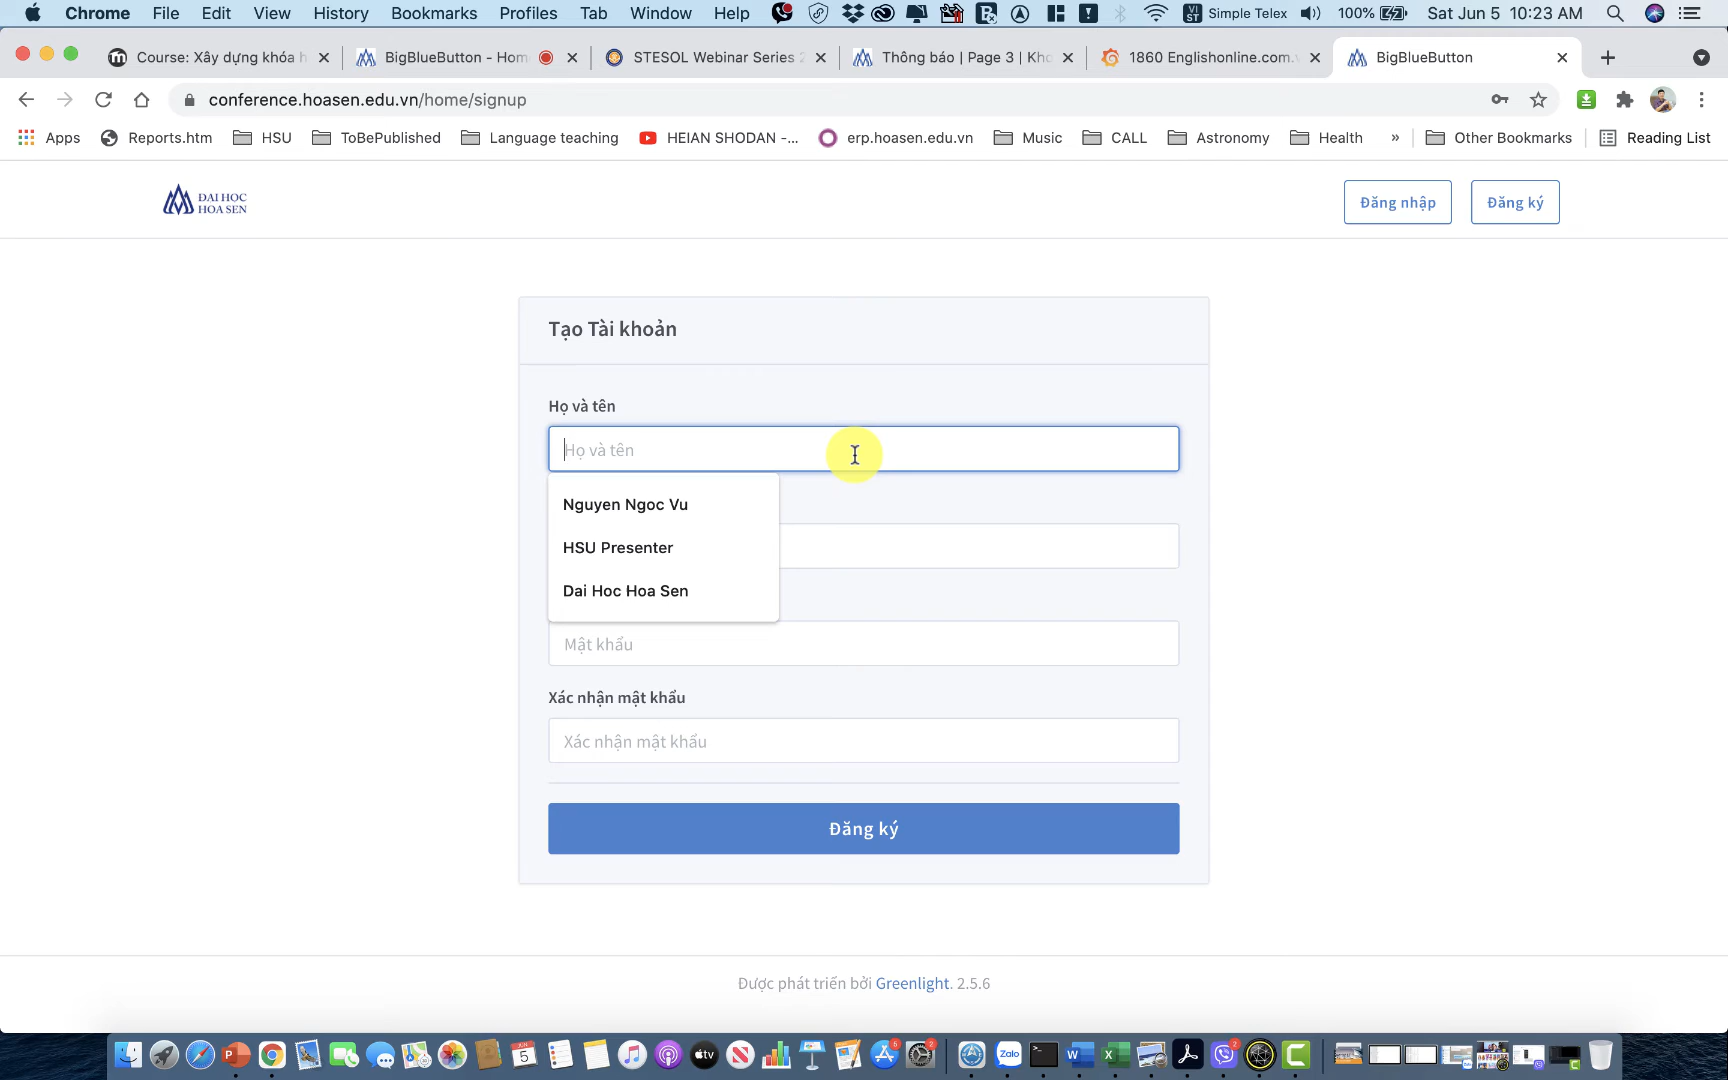 Chrome File Edit View History Bookmarks Profiles Tab Window Help Simple Telex 100% Sat Jun 5 10:23 AM
Course: Xây dựng khóa h BigBlueButton - Hom STESOL Webinar Series 2 Thông báo | Page 3 | Kho 1860 Englishonline.com.v BigBlueButton
conference.hoasen.edu.vn/home/signup
Apps Reports.htm HSU ToBePublished Language teaching HEIAN SHODAN -... erp.hoasen.edu.vn Music CALL Astronomy Health » Other Bookmarks Reading List
ĐẠI HỌC
HOA SEN
Đăng nhập Đăng ký
Tạo Tài khoản
Họ và tên
Họ và tên
Nguyen Ngoc Vu
HSU Presenter
Dai Hoc Hoa Sen
Mật khẩu
Xác nhận mật khẩu
Xác nhận mật khẩu
Đăng ký
Được phát triển bởi Greenlight. 2.5.6